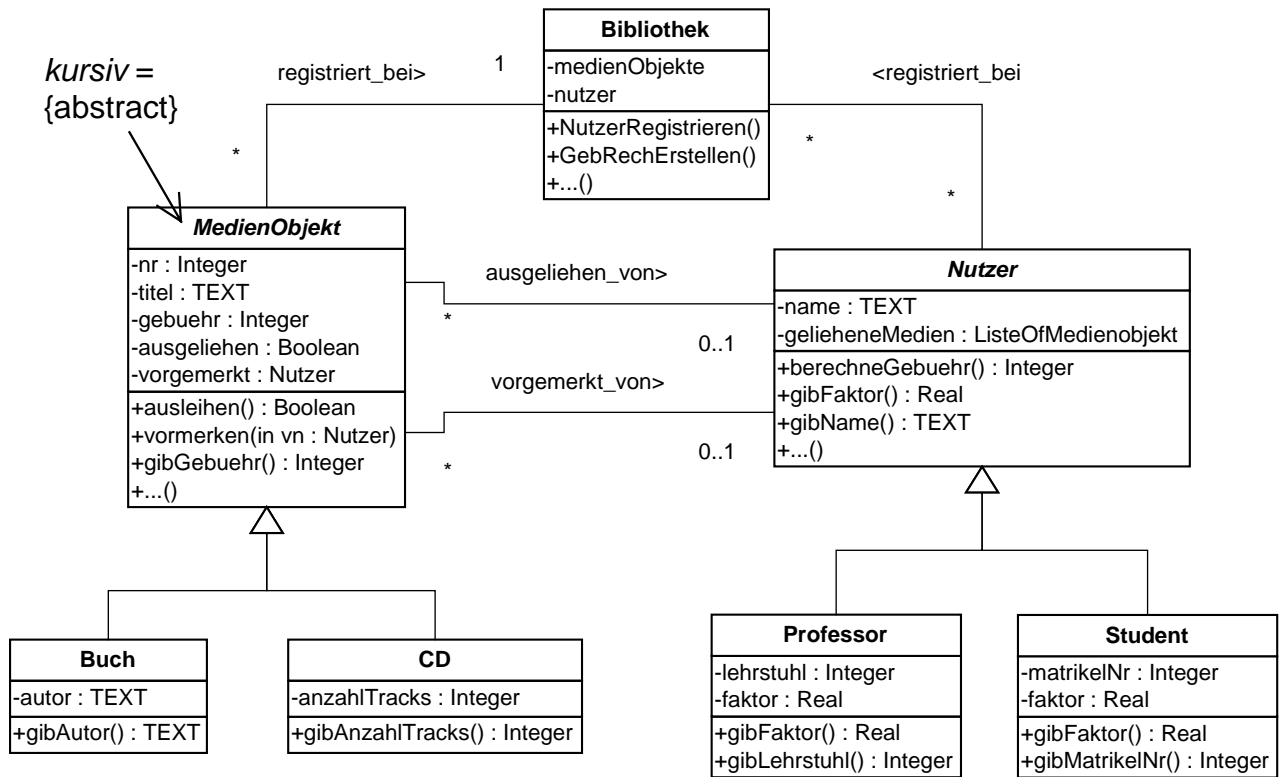 kursiv =
{abstract}
registriert_bei>
1
*
Bibliothek
-medienObjekte
-nutzer
+NutzerRegistrieren()
+GebRechErstellen()
+...()
<registriert_bei
*
*
MedienObjekt
-nr : Integer
-titel : TEXT
-gebuehr : Integer
-ausgeliehen : Boolean
-vorgemerkt : Nutzer
+ausleihen() : Boolean
+vormerken(in vn : Nutzer)
+gibGebuehr() : Integer
+...()
ausgeliehen_von>
*
0..1
vorgemerkt_von>
*
0..1
Nutzer
-name : TEXT
-gelieheneMedien : ListeOfMedienobjekt
+berechneGebuehr() : Integer
+gibFaktor() : Real
+gibName() : TEXT
+...()
Buch
-autor : TEXT
+gibAutor() : TEXT
CD
-anzahlTracks : Integer
+gibAnzahlTracks() : Integer
Professor
-lehrstuhl : Integer
-faktor : Real
+gibFaktor() : Real
+gibLehrstuhl() : Integer
Student
-matrikelNr : Integer
-faktor : Real
+gibFaktor() : Real
+gibMatrikelNr() : Integer